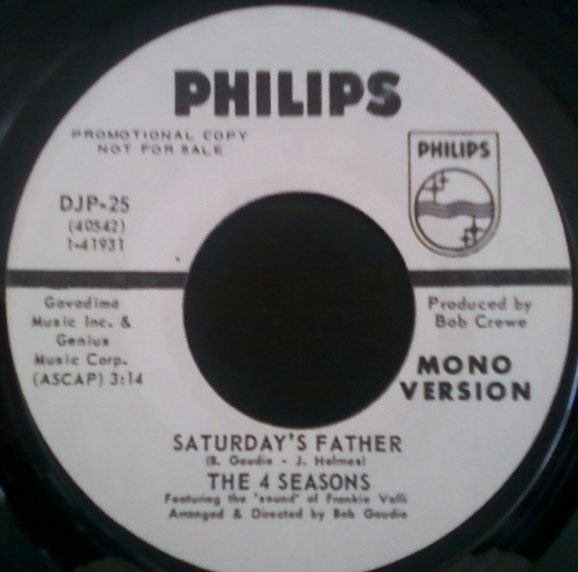 PHILIPS
PROMOTIONAL COPY
NOT FOR SALE
PHILIPS
DJP-25
(40542)
1-41931
Gavadima
Music Inc. &
Genius
Music Corp.
(ASCAP) 3:14
Produced by
Bob Crewe
MONO
VERSION
SATURDAY'S FATHER
(B. Gaudio - J. Holmes)
THE 4 SEASONS
Featuring the "sound" of Frankie Valli
Arranged & Directed by Bob Gaudio